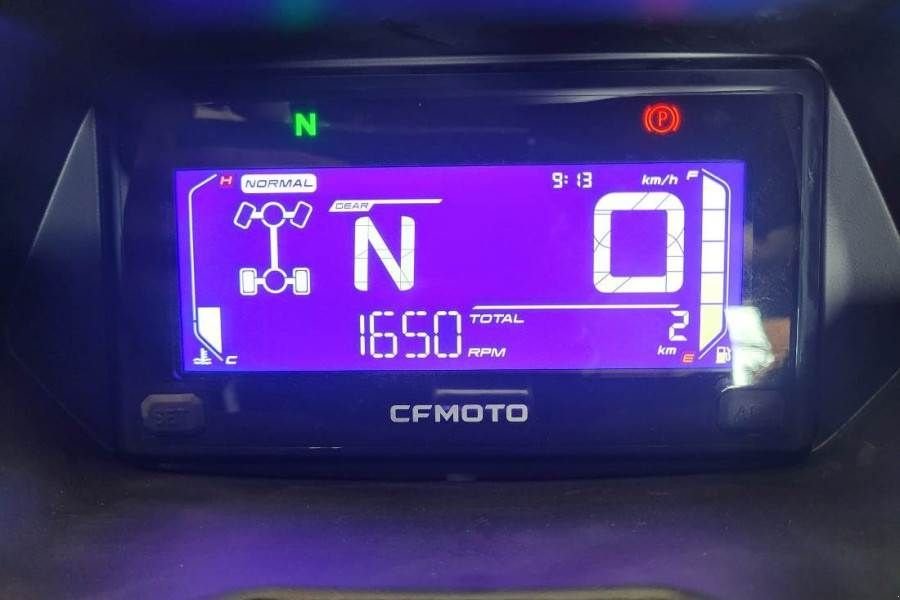 N P
H NORMAL 9:13 km/h F
GEAR
N 0
1650 RPM TOTAL 2
km E
C
SET
CFMOTO